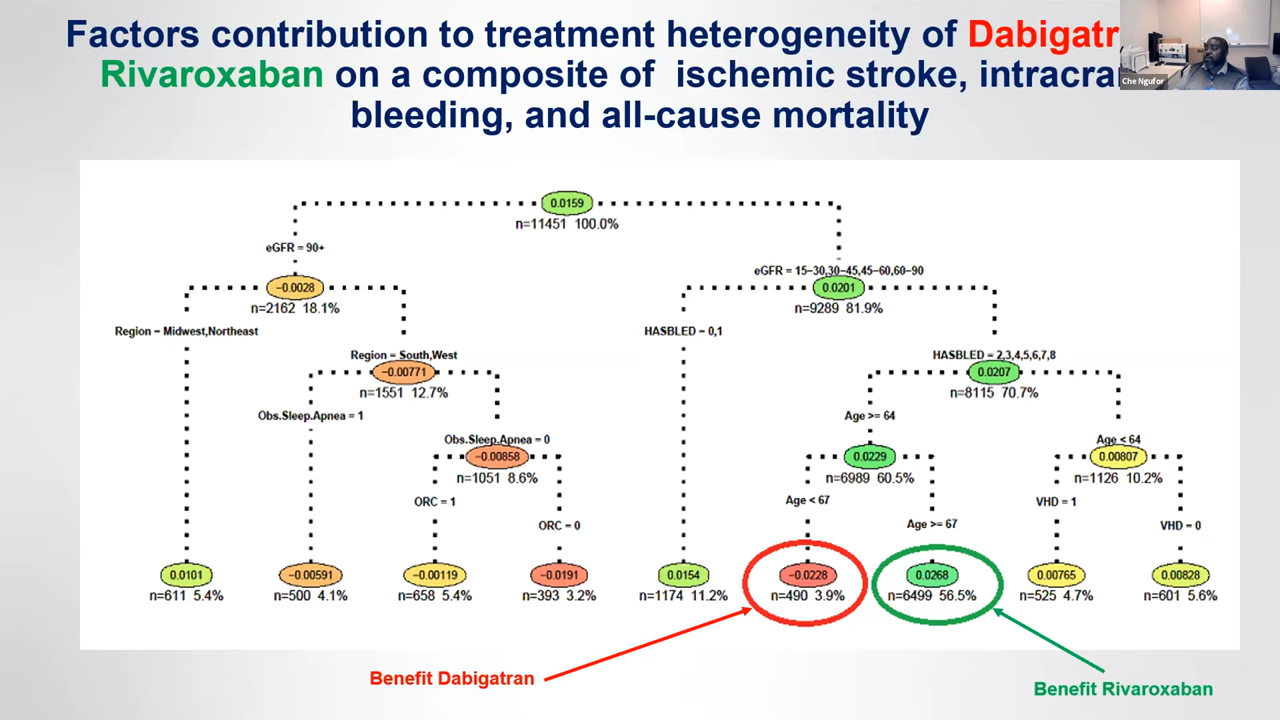 Factors contribution to treatment heterogeneity of
Rivaroxaban on a composite of ischemic stroke,
bleeding, and all-cause mortality
Che Ngufor
0.0159
n=11451 100.0%
eGFR = 90+
eGFR = 15−30,30−45,45−60,60−90
−0.0028
n=2162 18.1%
0.0201
n=9289 81.9%
Region = Midwest,Northeast
HASBLED = 0,1
Region = South,West
−0.00771
n=1551 12.7%
HASBLED = 2,3,4,5,6,7,8
0.0207
n=8115 70.7%
Obs.Sleep.Apnea = 1
Age >= 64
Obs.Sleep.Apnea = 0
−0.00858
n=1051 8.6%
0.0229
n=6989 60.5%
Age < 64
0.00807
n=1126 10.2%
ORC = 1
Age < 67
VHD = 1
ORC = 0
Age >= 67
VHD = 0
0.0101
n=611 5.4%
−0.00591
n=500 4.1%
−0.00119
n=658 5.4%
−0.0191
n=393 3.2%
0.0154
n=1174 11.2%
−0.0228
n=490 3.9%
0.0268
n=6499 56.5%
0.00765
n=525 4.7%
0.00828
n=601 5.6%
Benefit Dabigatran
Benefit Rivaroxaban